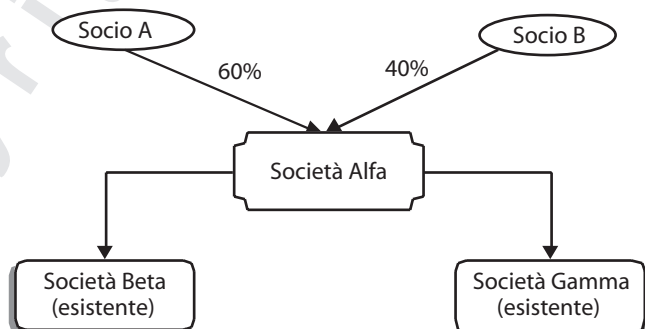 Socio A
Socio B
60%
40%
Società Alfa
Società Beta
(esistente)
Società Gamma
(esistente)